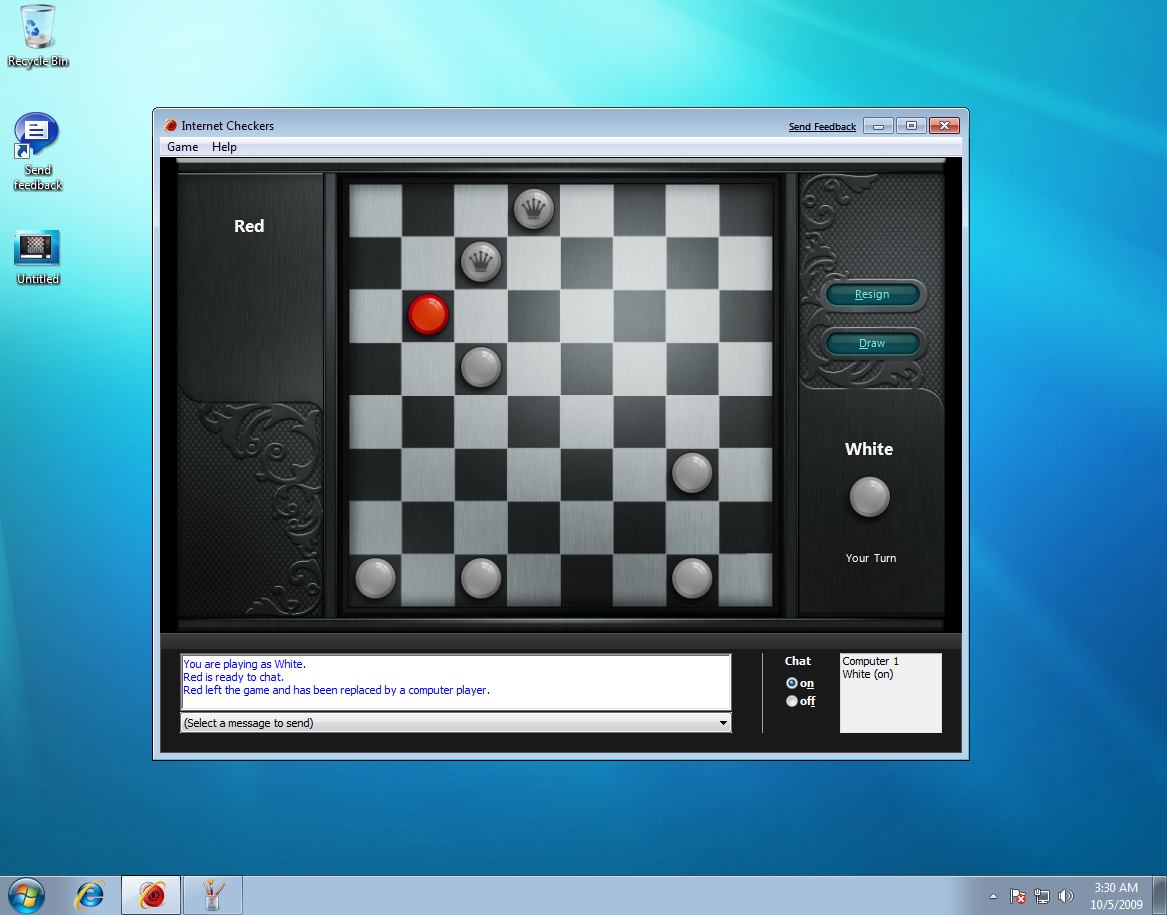 Recycle Bin
Send
feedback
Untitled
Internet Checkers
Send Feedback
Game Help
Red
Resign
Draw
White
Your Turn
You are playing as White.
Red is ready to chat.
Red left the game and has been replaced by a computer player.
(Select a message to send)
Chat
on
off
Computer 1
White (on)
3:30 AM
10/5/2009